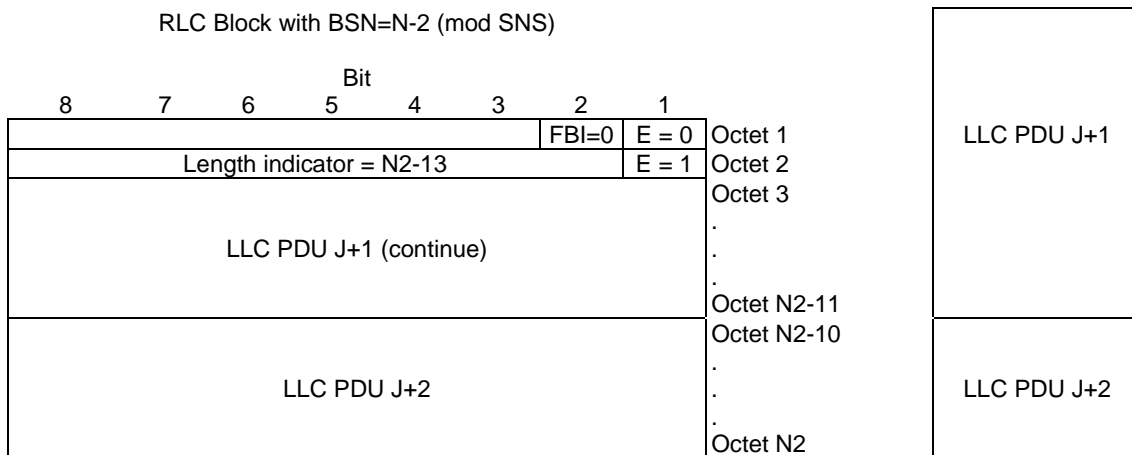 RLC Block with BSN=N-2 (mod SNS)
Bit
8 7 6 5 4 3 2 1
FBI=0 E = 0 Octet 1 LLC PDU J+1
Length indicator = N2-13 E = 1 Octet 2
Octet 3
.
LLC PDU J+1 (continue) .
.
Octet N2-11
Octet N2-10
.
LLC PDU J+2 . LLC PDU J+2
.
Octet N2